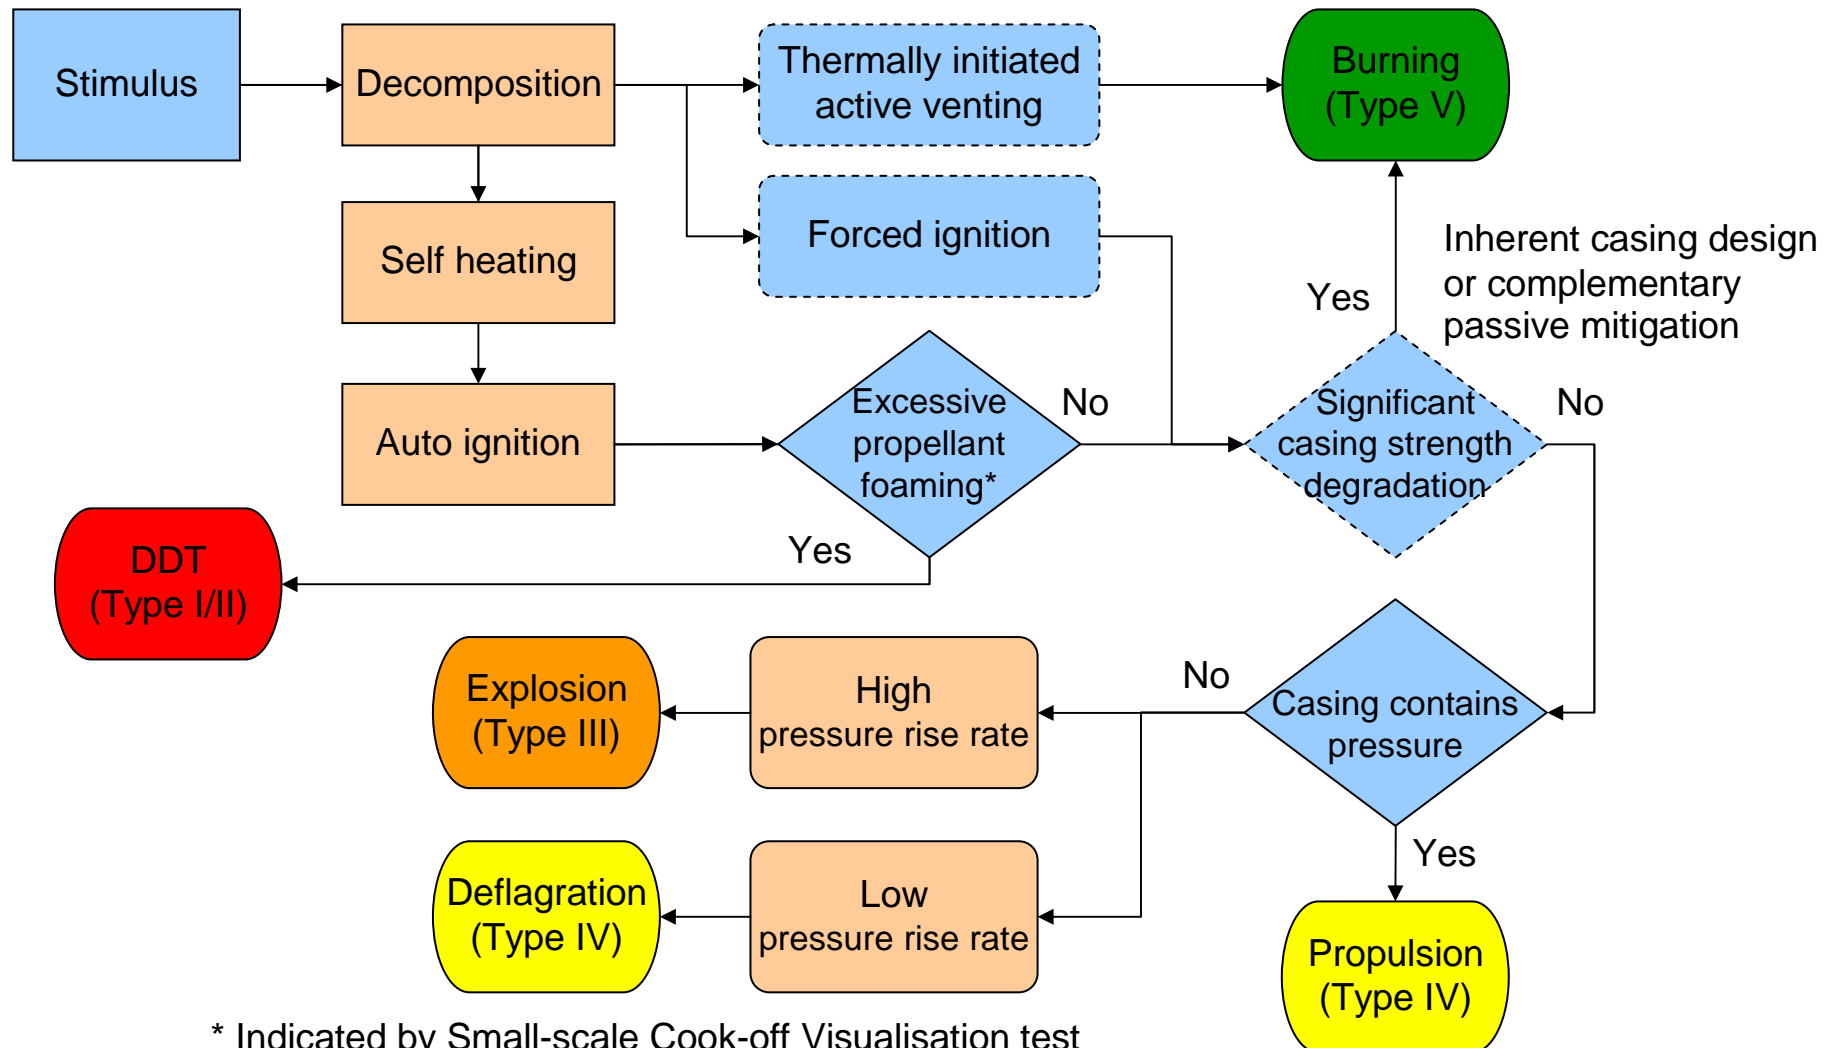 Stimulus
Decomposition
Thermally initiated
active venting
Burning
(Type V)
Forced ignition
Self heating
Inherent casing design
or complementary
passive mitigation
Yes
Auto ignition
Excessive
propellant
foaming*
No
Significant
casing strength
degradation
No
Yes
DDT
(Type I/II)
Explosion
(Type III)
High
pressure rise rate
No
Casing contains
pressure
Yes
Deflagration
(Type IV)
Low
pressure rise rate
Propulsion
(Type IV)
* Indicated by Small-scale Cook-off Visualisation test